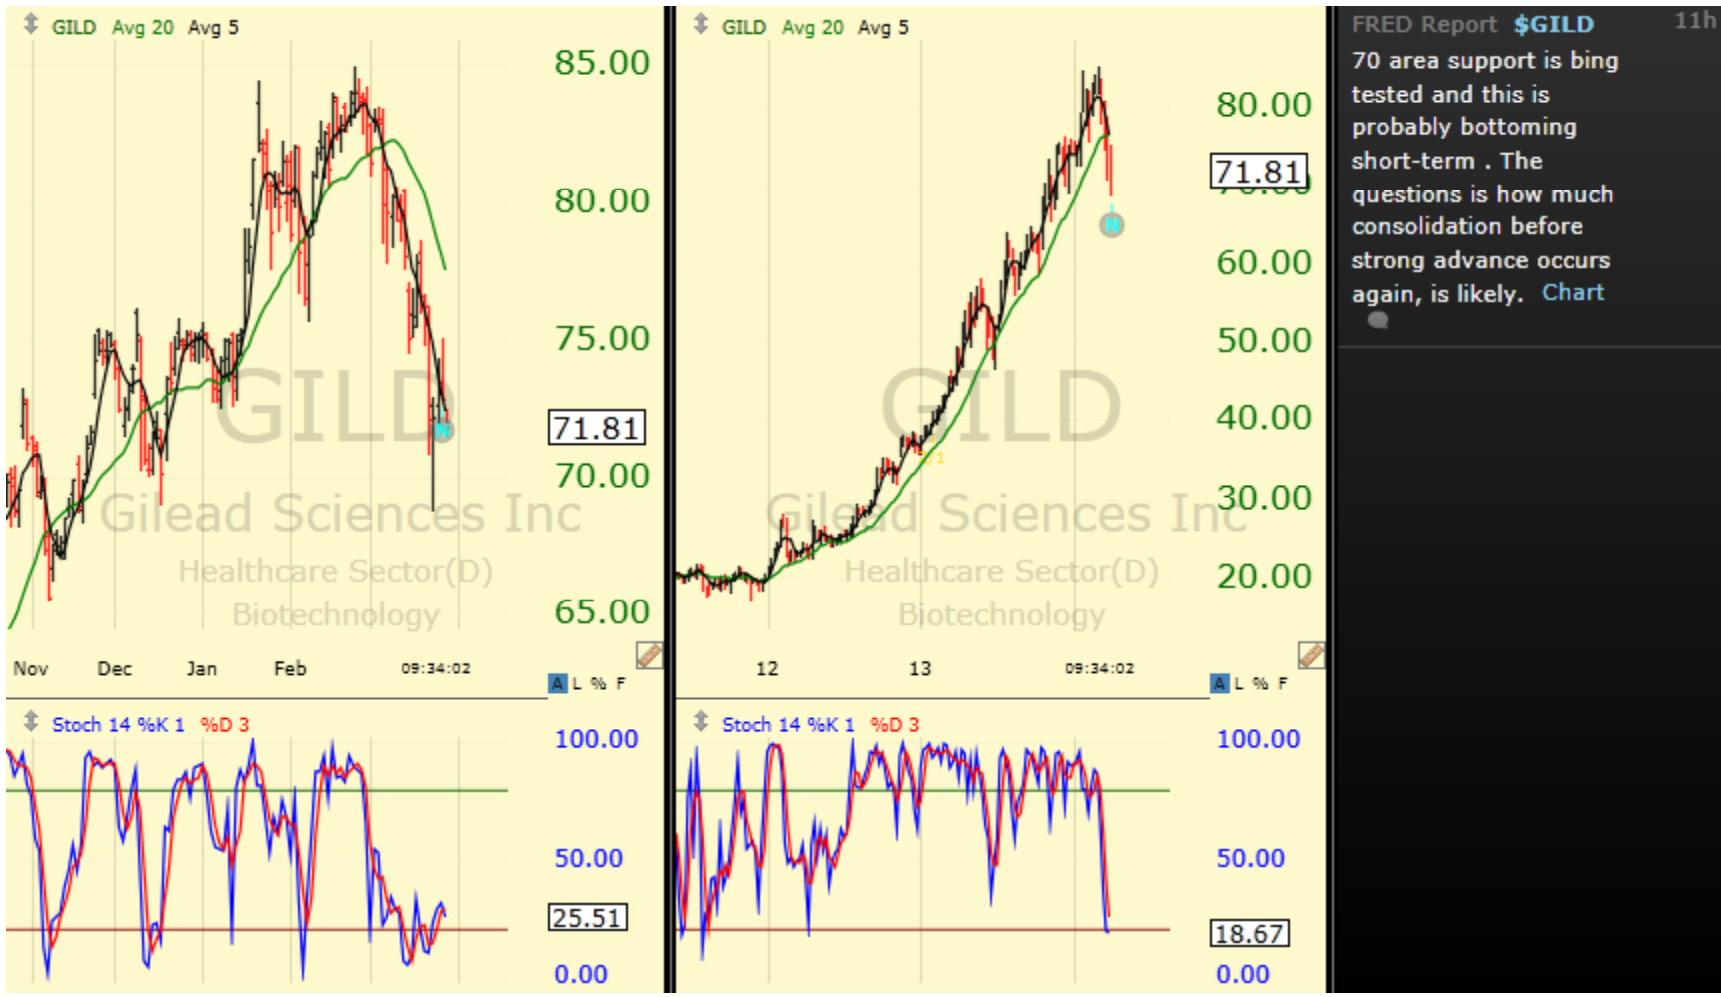 GILD Avg 20 Avg 5
85.00
80.00
75.00
71.81
70.00
65.00
GILD
Gilead Sciences Inc
Healthcare Sector(D)
Biotechnology
Nov Dec Jan Feb 09:34:02
A L % F
Stoch 14 %K 1 %D 3
100.00
50.00
25.51
0.00
GILD Avg 20 Avg 5
80.00
71.81
60.00
50.00
40.00
30.00
20.00
GILD
Gilead Sciences Inc
Healthcare Sector(D)
Biotechnology
12 13 09:34:02
A L % F
Stoch 14 %K 1 %D 3
100.00
50.00
18.67
0.00
N
N
FRED Report $GILD 11h
70 area support is bing
tested and this is
probably bottoming
short-term . The
questions is how much
consolidation before
strong advance occurs
again, is likely. Chart